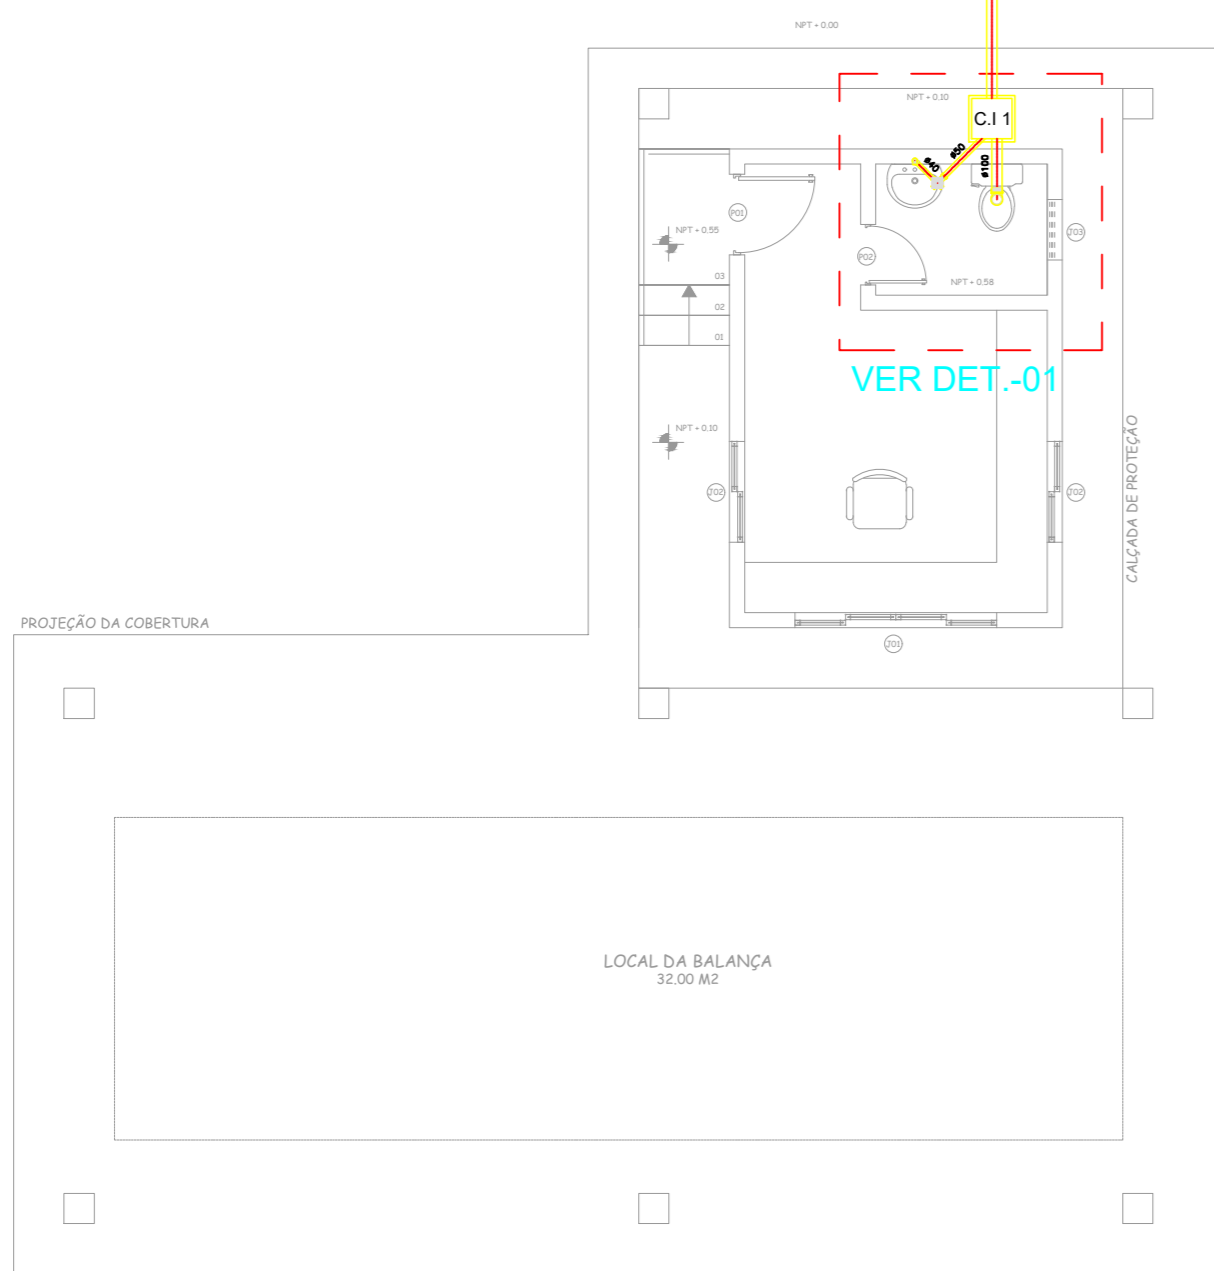 NPT + 0.00
NPT + 0,10
C.I 1
ø40
ø50
ø100
P01
NPT + 0,55
J03
P02
03
NPT + 0,58
02
01
VER DET.-01
NPT + 0,10
CALÇADA DE PROTEÇÃO
J02
J02
PROJEÇÃO DA COBERTURA
J01
LOCAL DA BALANÇA
32,00 M2